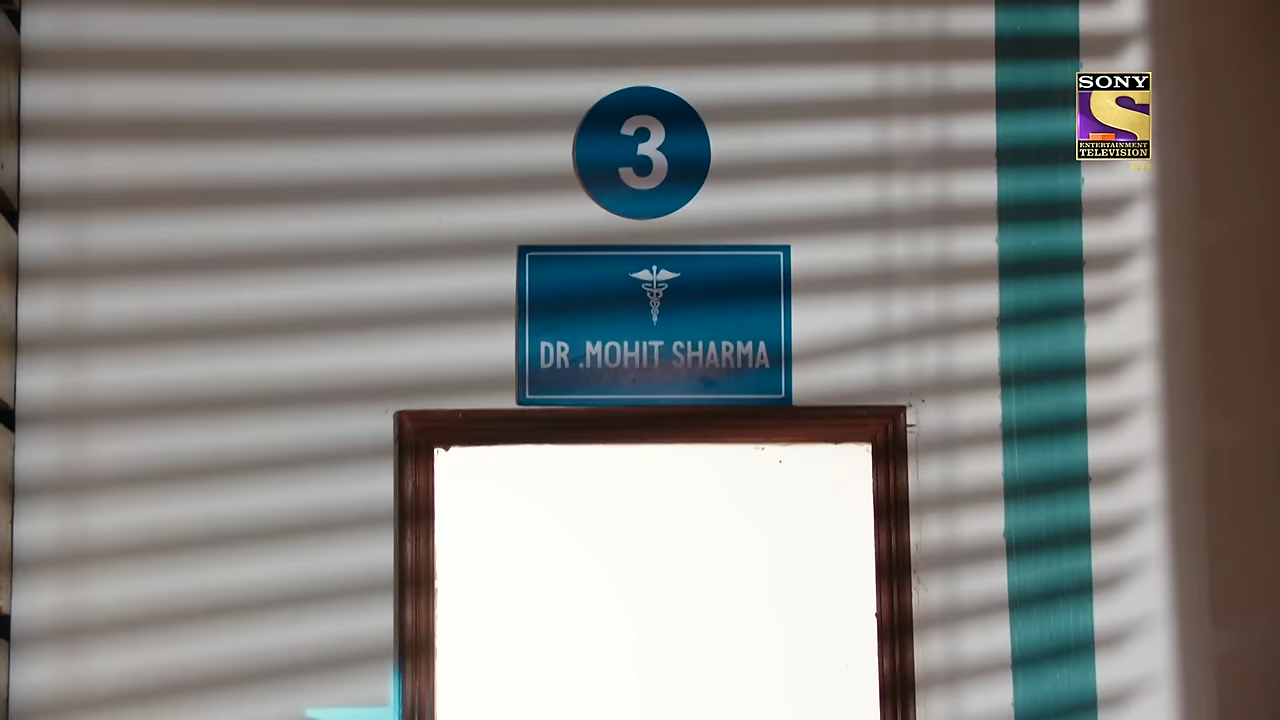 3
DR .MOHIT SHARMA
SONY
ENTERTAINMENT
TELEVISION